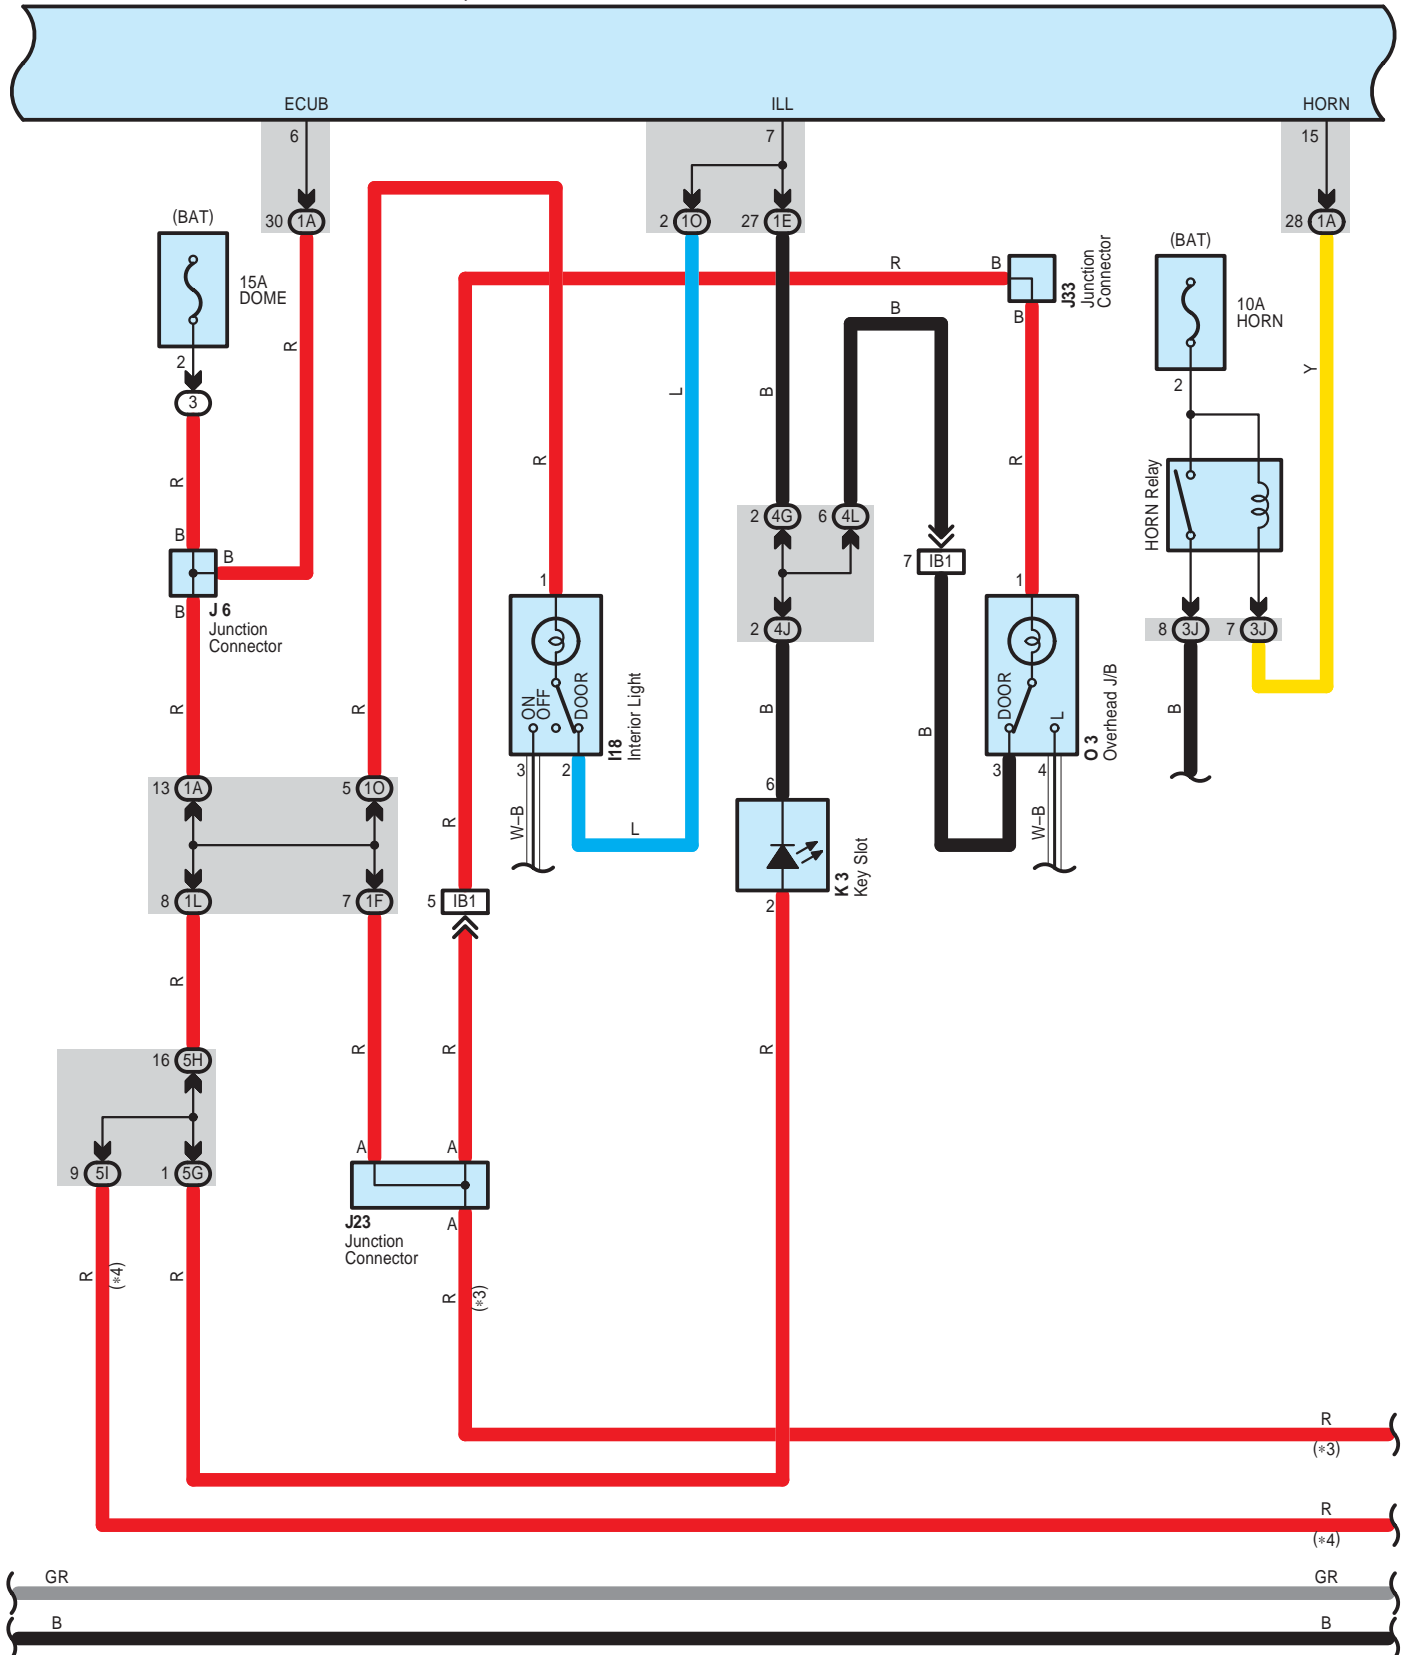 ECUB
ILL
HORN
6
7
15
30 1A
2 1O
27 1E
28 1A
(BAT)
15A
DOME
2
3
R
R
B
B
B
J 6
Junction
Connector
R
B
J33
Junction
Connector
B
B
(BAT)
10A
HORN
2
L
B
Y
R
R
HORN Relay
2 4G
6 4L
7 IB1
2 4J
8 3J
7 3J
B
1
ON
OFF
DOOR
I18
Interior Light
3
2
1
DOOR
L
O 3
Overhead J/B
3
4
R
R
B
B
13 1A
5 1O
W–B
L
W–B
R
6
K 3
Key Slot
2
8 1L
7 1F
5 IB1
R
R
R
R
16 5H
9 5I
1 5G
A
A
J23
Junction
Connector
A
R
(*4)
R
R
(*3)
R
(*3)
R
(*4)
GR
GR
B
B